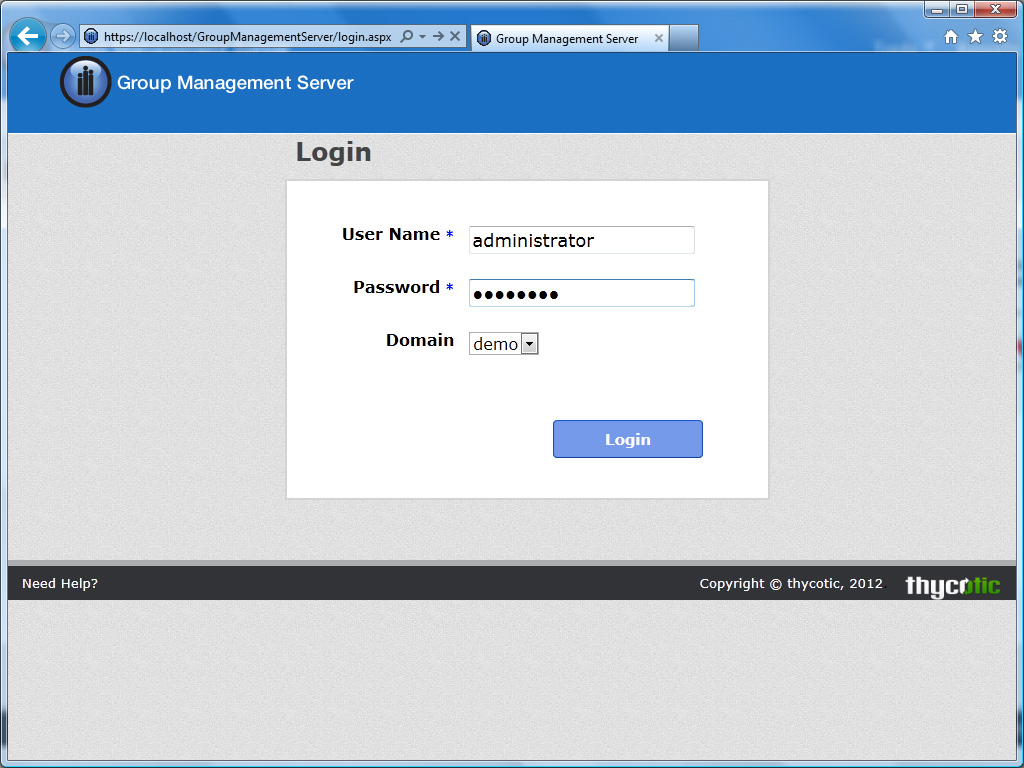 https://localhost/GroupManagementServer/login.aspx
Group Management Server
Group Management Server
Login
User Name *
administrator
Password *
●●●●●●●●
Domain
demo
Login
Need Help?
Copyright © thycotic, 2012.
thycotic